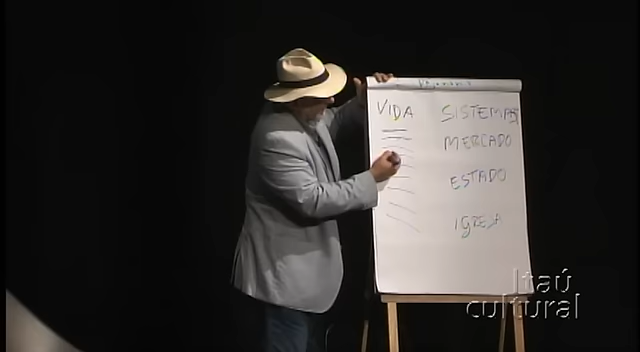 VIDA SISTEMAS
MERCADO
ESTADO
IGREJA
Itaú
cultural